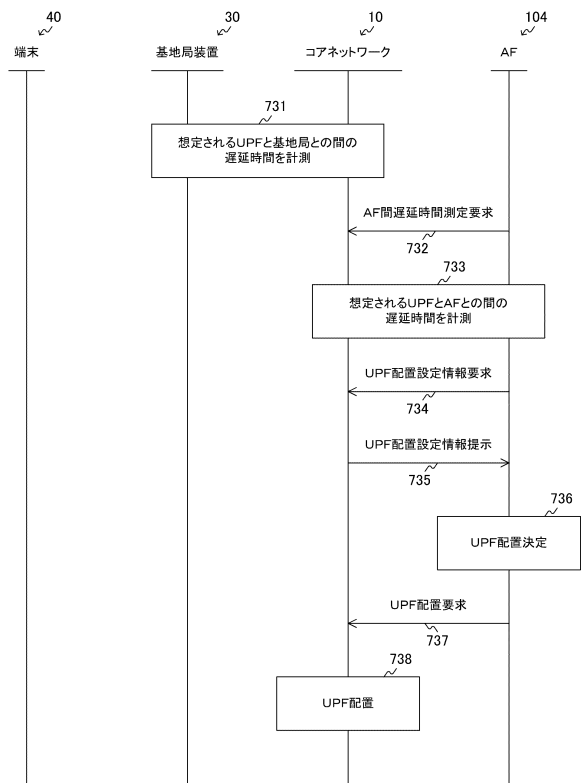 40
30
10
104
端末
基地局装置
コアネットワーク
AF
731
想定されるUPFと基地局との間の
遅延時間を計測
AF間遅延時間測定要求
732
733
想定されるUPFとAFとの間の
遅延時間を計測
UPF配置設定情報要求
734
UPF配置設定情報提示
735
736
UPF配置決定
UPF配置要求
737
738
UPF配置